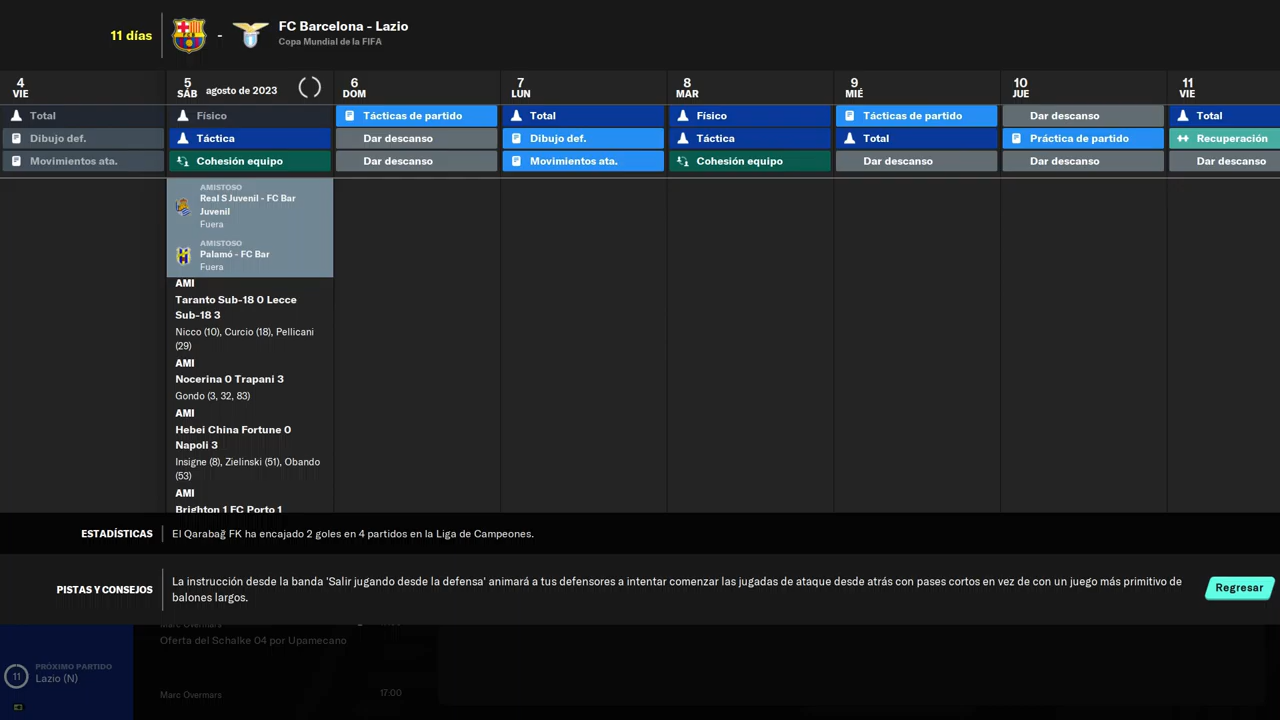 11 días
FC Barcelona - Lazio
Copa Mundial de la FIFA
4
VIE
5
SÁB
agosto de 2023
6
DOM
7
LUN
8
MAR
9
MIÉ
10
JUE
11
VIE
Total
Físico
Tácticas de partido
Total
Físico
Tácticas de partido
Dar descanso
Total
Dibujo def.
Táctica
Dar descanso
Dibujo def.
Táctica
Total
Práctica de partido
Recuperación
Movimientos ata.
Cohesión equipo
Dar descanso
Movimientos ata.
Cohesión equipo
Dar descanso
Dar descanso
Dar descanso
AMISTOSO
Real S Juvenil - FC Bar
Juvenil
Fuera
AMISTOSO
Palamó - FC Bar
Fuera
AMI
Taranto Sub-18 0 Lecce
Sub-18 3
Nicco (10), Curcio (18), Pellicani
(29)
AMI
Nocerina 0 Trapani 3
Gondo (3, 32, 83)
AMI
Hebei China Fortune 0
Napoli 3
Insigne (8), Zielinski (51), Obando
(53)
AMI
Brighton 1 FC Porto 1
ESTADÍSTICAS
El Qarabağ FK ha encajado 2 goles en 4 partidos en la Liga de Campeones.
PISTAS Y CONSEJOS
La instrucción desde la banda 'Salir jugando desde la defensa' animará a tus defensores a intentar comenzar las jugadas de ataque desde atrás con pases cortos en vez de con un juego más primitivo de
balones largos.
Regresar
Marc Overmars
Oferta del Schalke 04 por Upamecano
11
PRÓXIMO PARTIDO
Lazio (N)
Marc Overmars
17:00